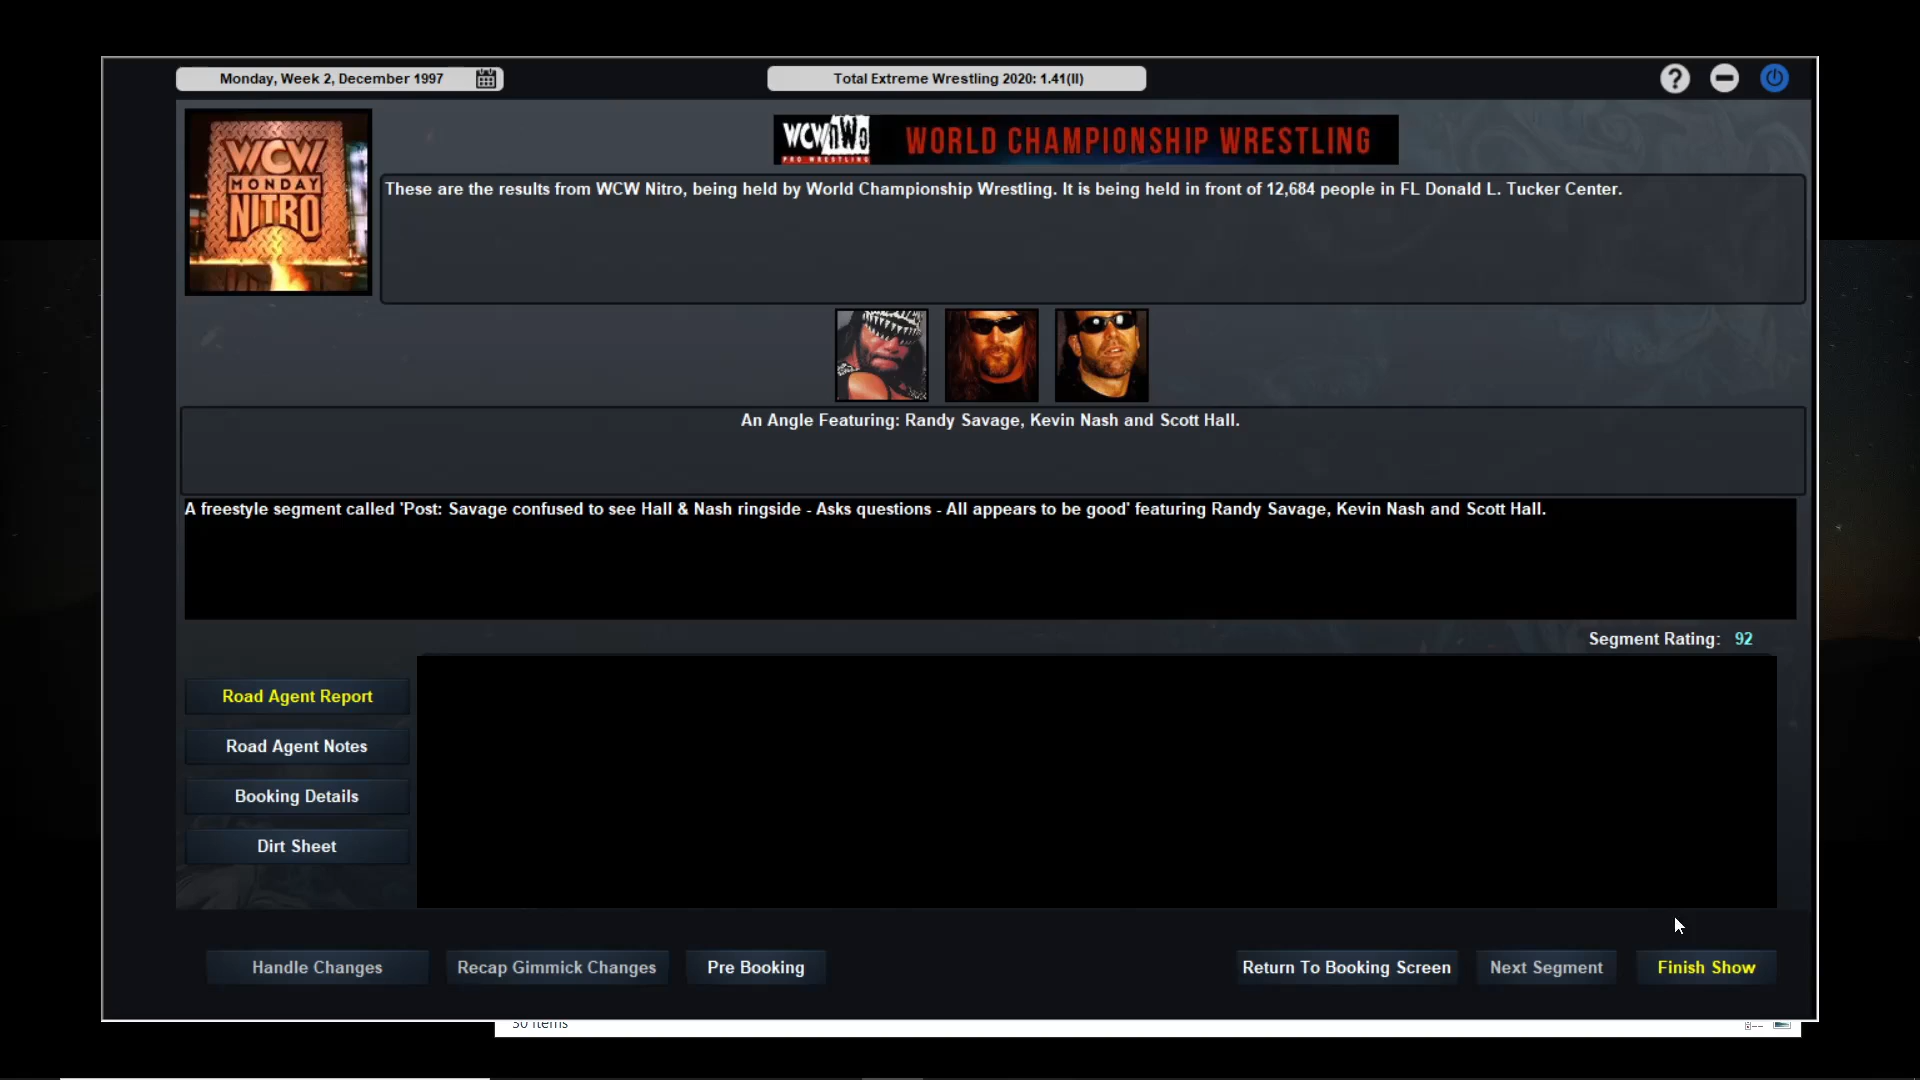 Monday, Week 2, December 1997
Total Extreme Wrestling 2020: 1.41(II)
?
WCW
MONDAY
NITRO
WCW nWo
PRO WRESTLING
WORLD CHAMPIONSHIP WRESTLING
These are the results from WCW Nitro, being held by World Championship Wrestling. It is being held in front of 12,684 people in FL Donald L. Tucker Center.
An Angle Featuring: Randy Savage, Kevin Nash and Scott Hall.
A freestyle segment called 'Post: Savage confused to see Hall & Nash ringside - Asks questions - All appears to be good' featuring Randy Savage, Kevin Nash and Scott Hall.
Segment Rating: 92
Road Agent Report
Road Agent Notes
Booking Details
Dirt Sheet
Handle Changes
Recap Gimmick Changes
Pre Booking
Return To Booking Screen
Next Segment
Finish Show
30 items